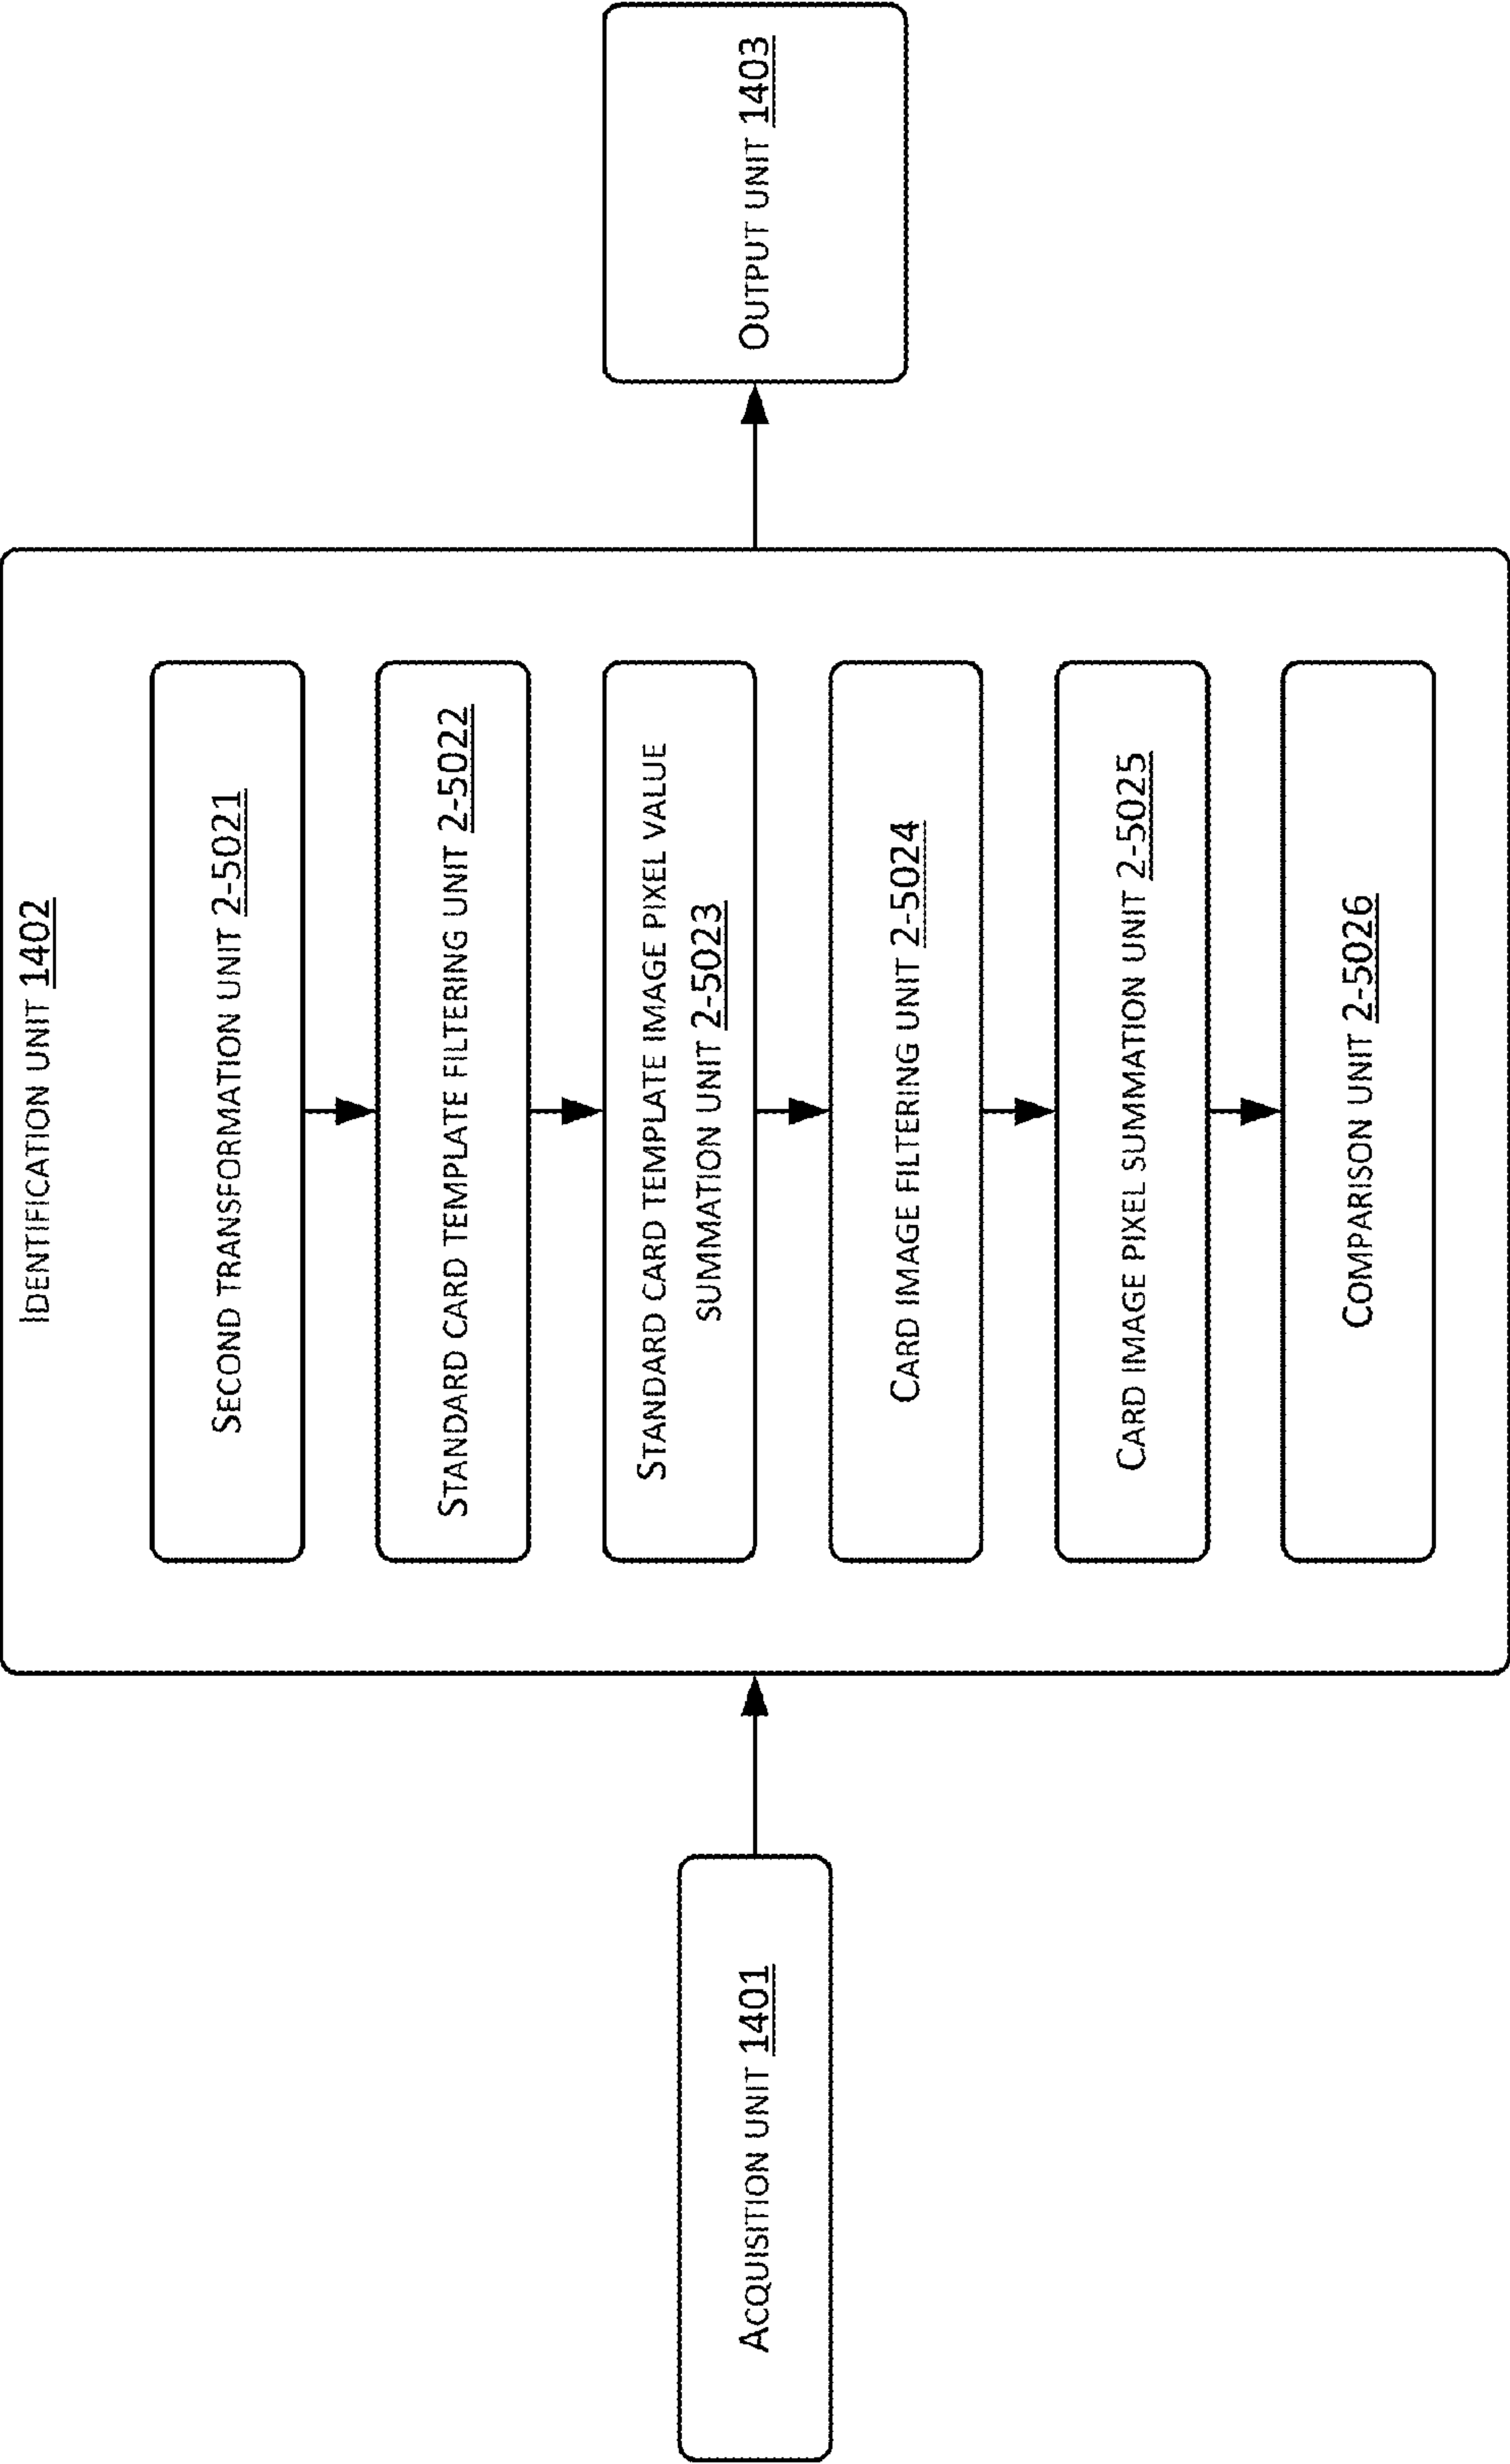 Acquisition unit 1401
Identification unit 1402
Second transformation unit 2-5021
Standard card template filtering unit 2-5022
Standard card template image pixel value
summation unit 2-5023
Card image filtering unit 2-5024
Card image pixel summation unit 2-5025
Comparison unit 2-5026
Output unit 1403